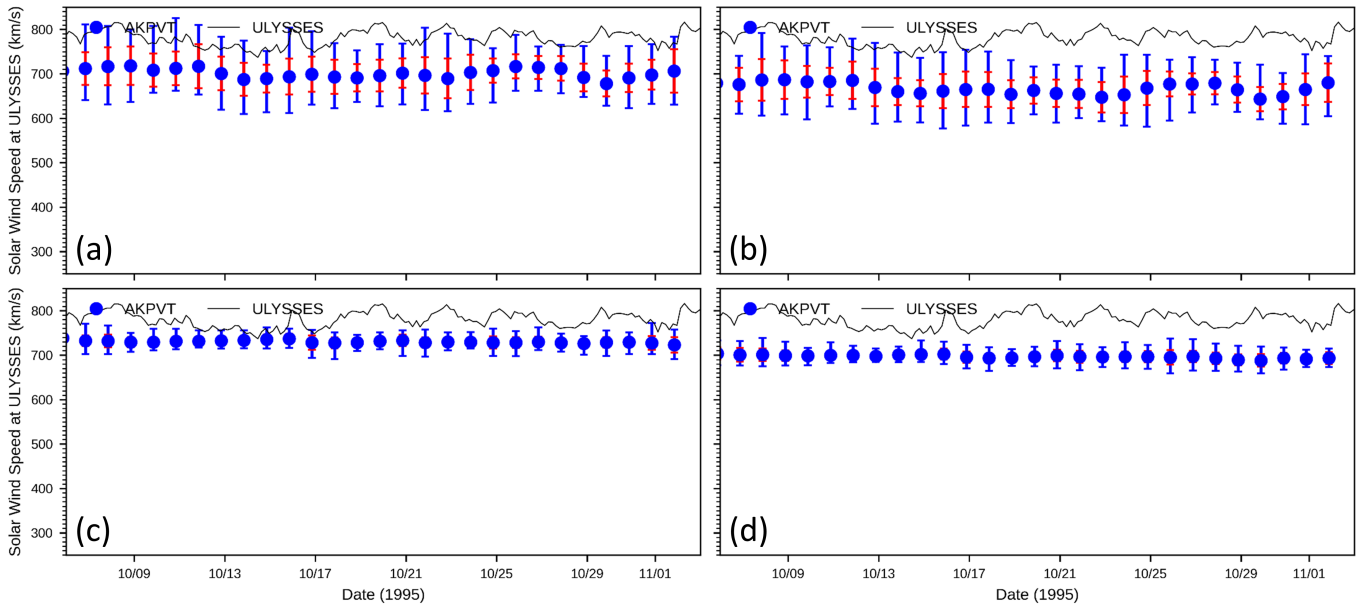 Solar Wind Speed at ULYSSES (km/s)
800
700
600
500
400
300
AKPVT
ULYSSES
(a)
AKPVT
ULYSSES
(b)
Solar Wind Speed at ULYSSES (km/s)
800
700
600
500
400
300
AKPVT
ULYSSES
(c)
AKPVT
ULYSSES
(d)
10/09 10/13 10/17 10/21 10/25 10/29 11/01
10/09 10/13 10/17 10/21 10/25 10/29 11/01
Date (1995)
Date (1995)